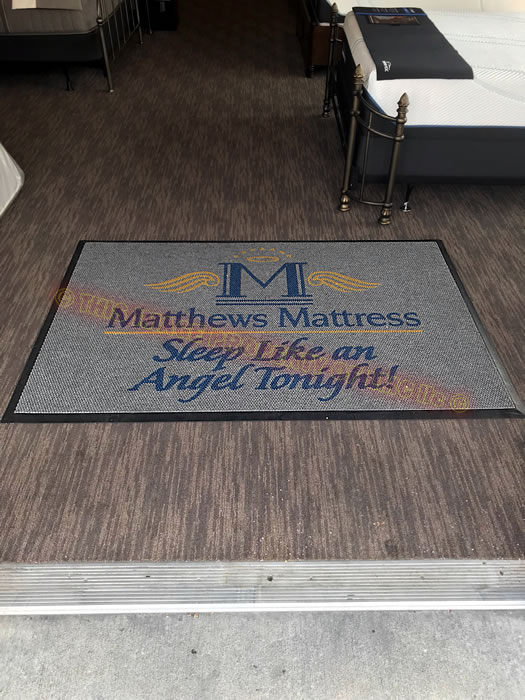 M
Matthews Mattress
Sleep Like an
Angel Tonight!